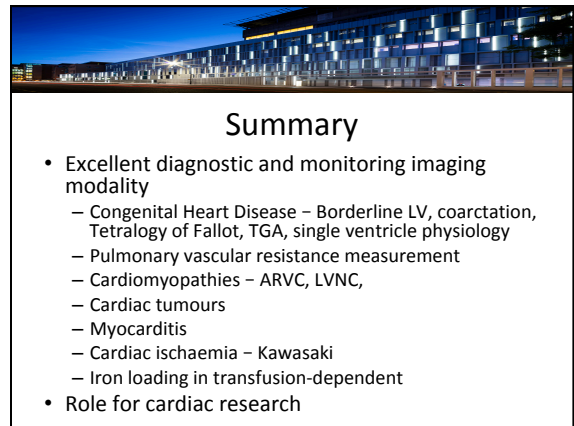 Summary
• Excellent diagnostic and monitoring imaging
modality
– Congenital Heart Disease – Borderline LV, coarctation,
Tetralogy of Fallot, TGA, single ventricle physiology
– Pulmonary vascular resistance measurement
– Cardiomyopathies – ARVC, LVNC,
– Cardiac tumours
– Myocarditis
– Cardiac ischaemia – Kawasaki
– Iron loading in transfusion-dependent
• Role for cardiac research